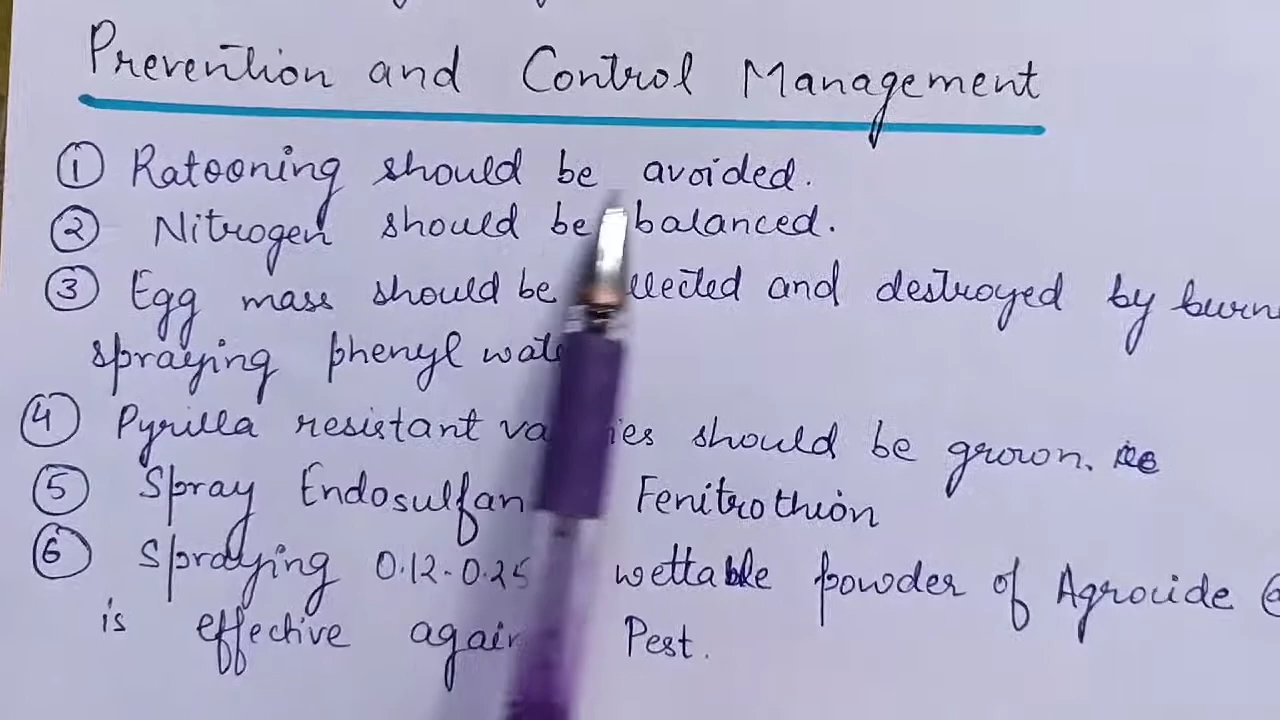 Prevention and Control Management
① Ratooning should be avoided.
② Nitrogen should be balanced.
③ Egg mass should be and destroyed by
spraying phenyl
④ Pyrilla resistant should be grown.
⑤ Spray Endosulfan Fenitrothion
⑥ Spraying 0.12-0.25 wettable powder of Agrocide
is effective Pest.